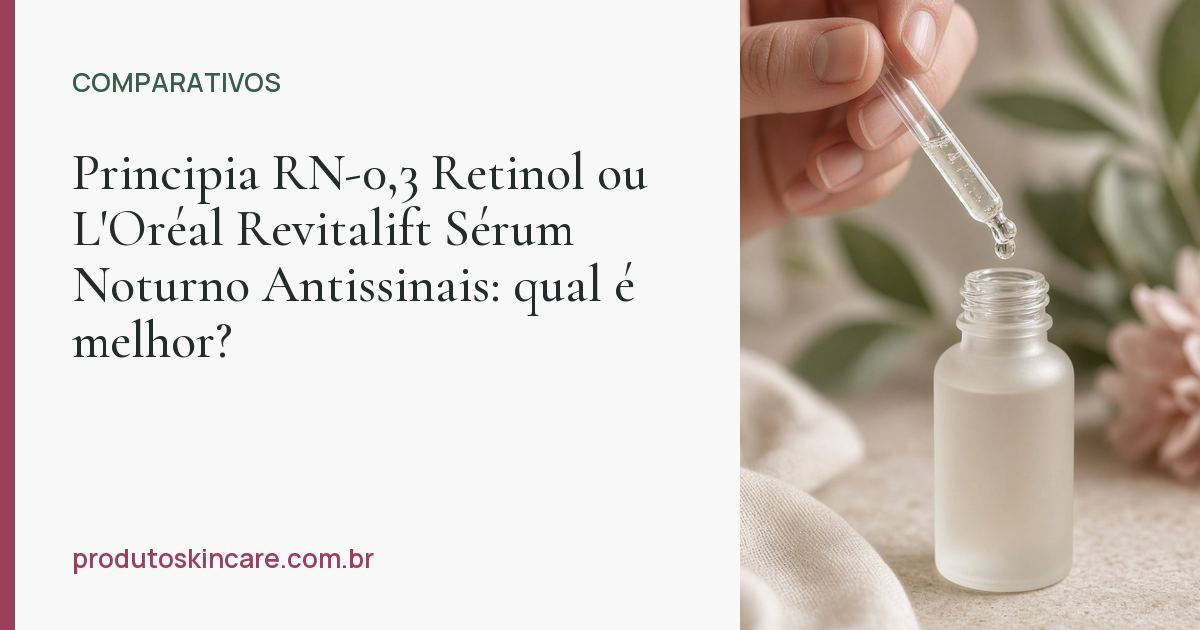 COMPARATIVOS
Principia RN-0,3 Retinol ou
L'Oréal Revitalift Sérum
Noturno Antissinais: qual é
melhor?
produtoskincare.com.br